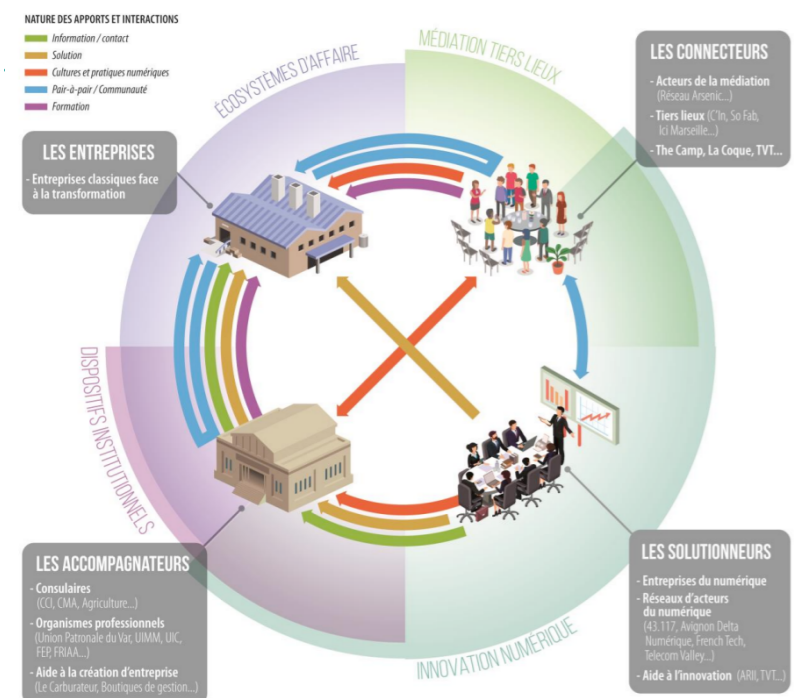 NATURE DES APPORTS ET INTERACTIONS
Information / contact
Solution
Cultures et pratiques numériques
Pair-à-pair / Communauté
Formation
ÉCOSYSTÈMES D'AFFAIRE
MÉDIATION TIERS LIEUX
LES CONNECTEURS
- Acteurs de la médiation
(Réseau Arsenic...)
- Tiers lieux (C'In, So Fab,
Ici Marseille...)
- The Camp, La Coque, TVT...
LES ENTREPRISES
- Entreprises classiques face
à la transformation
DISPOSITIFS INSTITUTIONNELS
LES ACCOMPAGNATEURS
- Consulaires
(CCI, CMA, Agriculture...)
- Organismes professionnels
(Union Patronale du Var, UIMM, UIC,
FEP, FRIAA...)
- Aide à la création d'entreprise
(Le Carburateur, Boutiques de gestion...)
INNOVATION NUMÉRIQUE
LES SOLUTIONNEURS
- Entreprises du numérique
- Réseaux d'acteurs
du numérique
(43.117, Avignon Delta
Numérique, French Tech,
Telecom Valley...)
- Aide à l'innovation (ARII, TVT...)